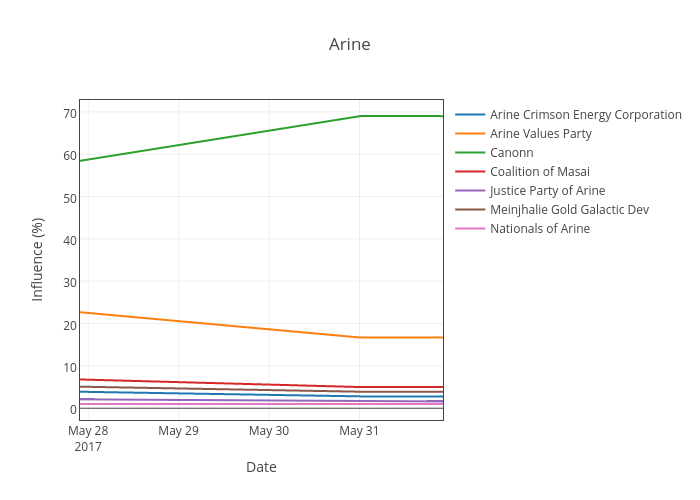 Arine
70
60
50
40
30
20
10
0
Influence (%)
May 28
2017
May 29
May 30
May 31
Date
Arine Crimson Energy Corporation
Arine Values Party
Canonn
Coalition of Masai
Justice Party of Arine
Meinjhalie Gold Galactic Dev
Nationals of Arine